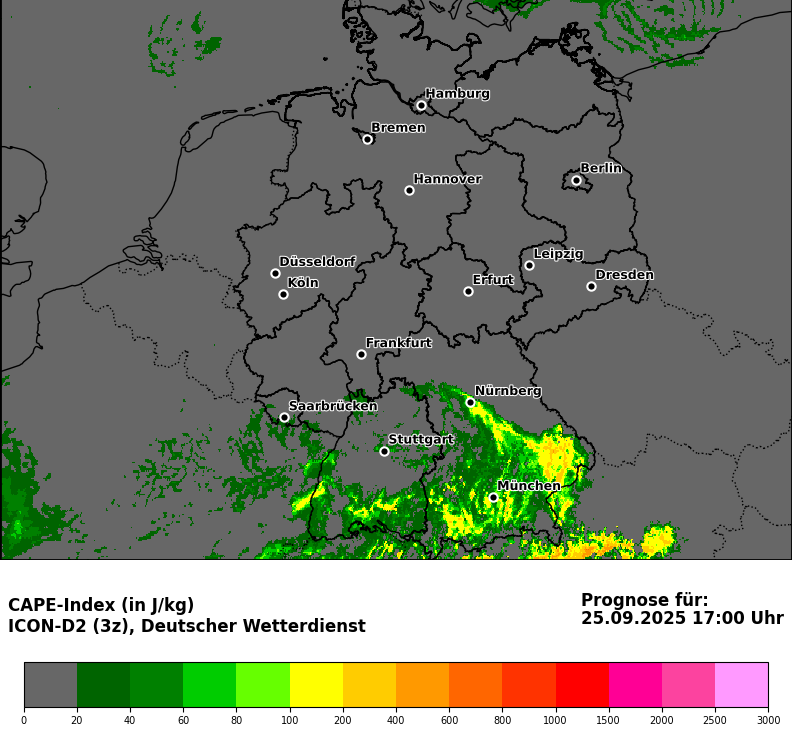 Hamburg
Bremen
Berlin
Hannover
Leipzig
Düsseldorf
Dresden
Köln
Erfurt
Frankfurt
Nürnberg
Saarbrücken
Stuttgart
München
CAPE-Index (in J/kg)
ICON-D2 (3z), Deutscher Wetterdienst
Prognose für:
25.09.2025 17:00 Uhr
0 20 40 60 80 100 200 400 600 800 1000 1500 2000 2500 3000